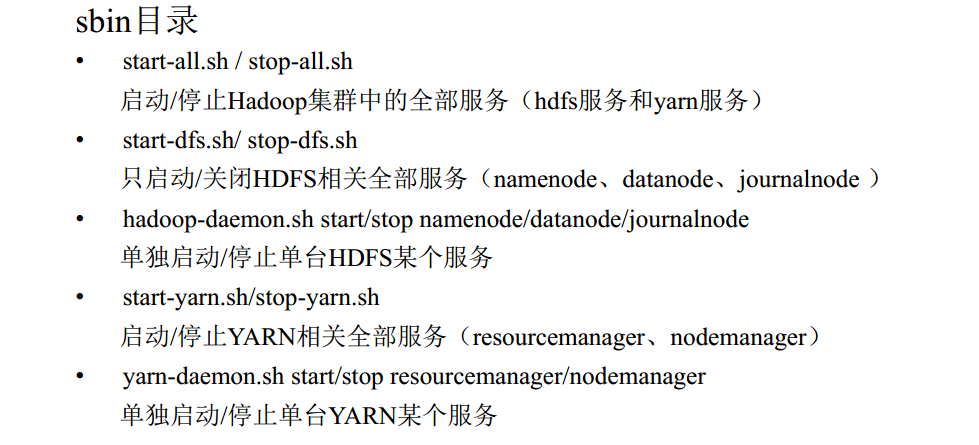 sbin目录
• start-all.sh / stop-all.sh
启动/停止Hadoop集群中的全部服务（hdfs服务和yarn服务）
• start-dfs.sh/ stop-dfs.sh
只启动/关闭HDFS相关全部服务（namenode、datanode、journalnode ）
• hadoop-daemon.sh start/stop namenode/datanode/journalnode
单独启动/停止单台HDFS某个服务
• start-yarn.sh/stop-yarn.sh
启动/停止YARN相关全部服务（resourcemanager、nodemanager）
• yarn-daemon.sh start/stop resourcemanager/nodemanager
单独启动/停止单台YARN某个服务